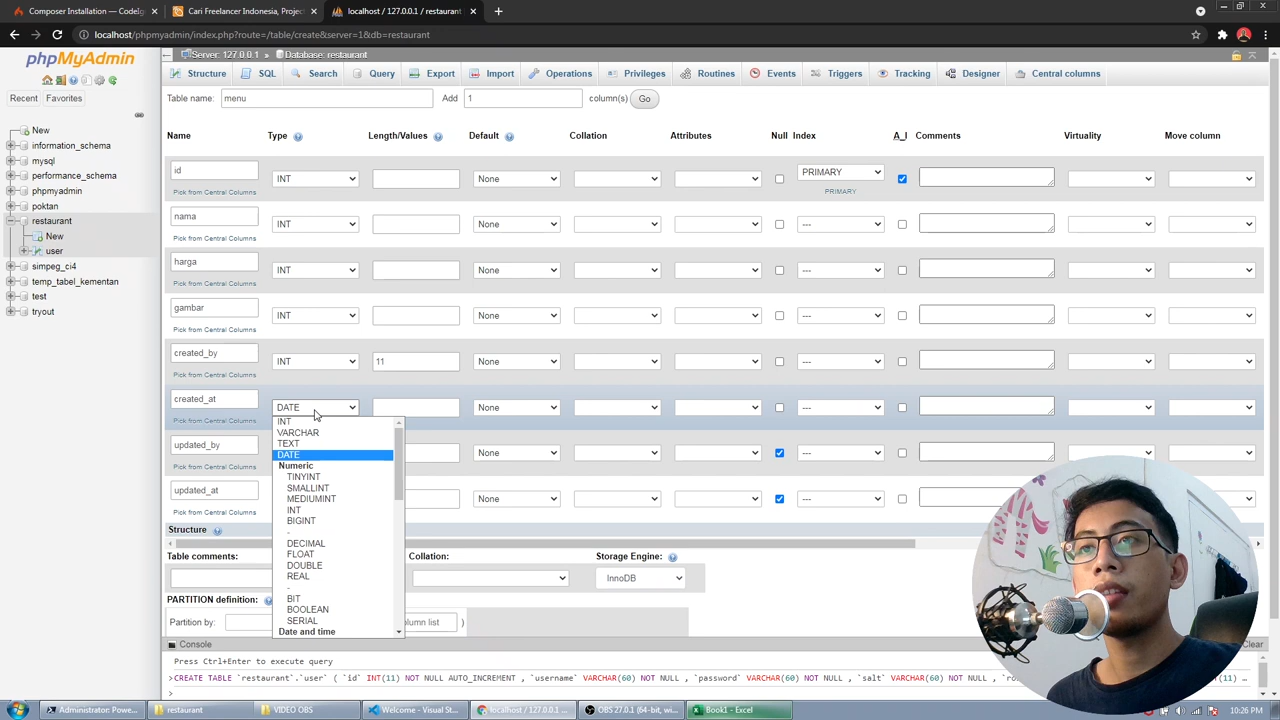 Composer Installation — CodeIg
Cari Freelancer Indonesia, Project
localhost / 127.0.0.1 / restauran
localhost/phpmyadmin/index.php?route=/table/create&server=1&db=restaurant
phpMyAdmin
Recent Favorites
New
information_schema
mysql
performance_schema
phpmyadmin
poktan
restaurant
New
user
simpeg_ci4
temp_tabel_kementan
test
tryout
Server: 127.0.0.1 » Database: restaurant
Structure SQL Search Query Export Import Operations Privileges Routines Events Triggers Tracking Designer Central columns
Table name: menu Add 1 column(s) Go
Name Type Length/Values Default Collation Attributes Null Index A_I Comments Virtuality Move column
id INT None PRIMARY
Pick from Central Columns PRIMARY
nama INT None ---
Pick from Central Columns
harga INT None ---
Pick from Central Columns
gambar INT None ---
Pick from Central Columns
created_by INT 11 None ---
Pick from Central Columns
created_at DATE None ---
Pick from Central Columns
updated_by None ---
Pick from Central Columns
updated_at None ---
Pick from Central Columns
INT
VARCHAR
TEXT
DATE
Numeric
TINYINT
SMALLINT
MEDIUMINT
INT
BIGINT
-
DECIMAL
FLOAT
DOUBLE
REAL
-
BIT
BOOLEAN
SERIAL
Date and time
Structure
Table comments: Collation: Storage Engine:
InnoDB
PARTITION definition:
Partition by: column list )
Console Clear
Press Ctrl+Enter to execute query
>CREATE TABLE `restaurant`.`user` ( `id` INT(11) NOT NULL AUTO_INCREMENT , `username` VARCHAR(60) NOT NULL , `password` VARCHAR(60) NOT NULL , `salt` VARCHAR(60) NOT NULL ,
>
Administrator: Powe... restaurant VIDEO OBS Welcome - Visual St... localhost / 127.0.0... OBS 27.0.1 (64-bit, wi... Book1 - Excel 10:26 PM